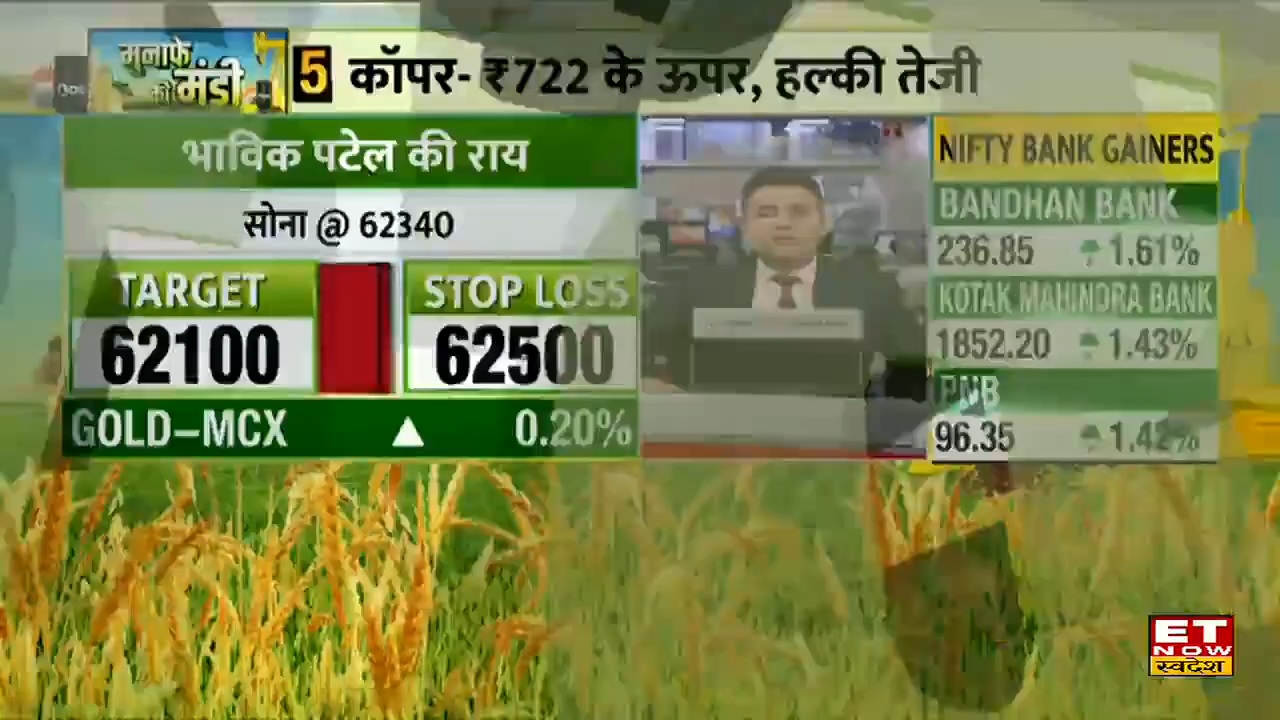 मुनाफे की मंडी
5 कॉपर- ₹722 के ऊपर, हल्की तेजी
भाविक पटेल की राय
सोना @ 62340
TARGET
62100
STOP LOSS
62500
GOLD–MCX ▲ 0.20%
NIFTY BANK GAINERS
BANDHAN BANK
236.85 1.61%
KOTAK MAHINDRA BANK
1852.20 1.43%
PNB
96.35 1.42%
ET
NOW
स्वदेश